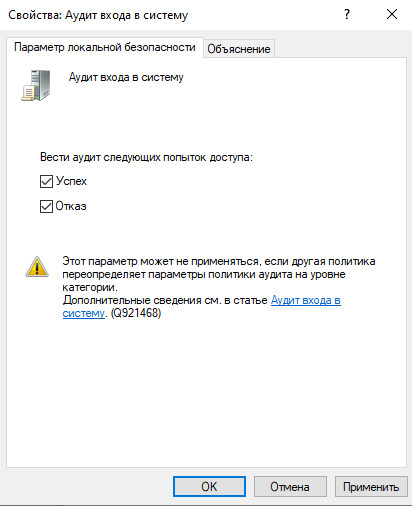 Свойства: Аудит входа в систему
?
Параметр локальной безопасности
Объяснение
Аудит входа в систему
Вести аудит следующих попыток доступа:
Успех
Отказ
Этот параметр может не применяться, если другая политика
переопределяет параметры политики аудита на уровне
категории.
Дополнительные сведения см. в статье Аудит входа в
систему. (Q921468)
OK
Отмена
Применить